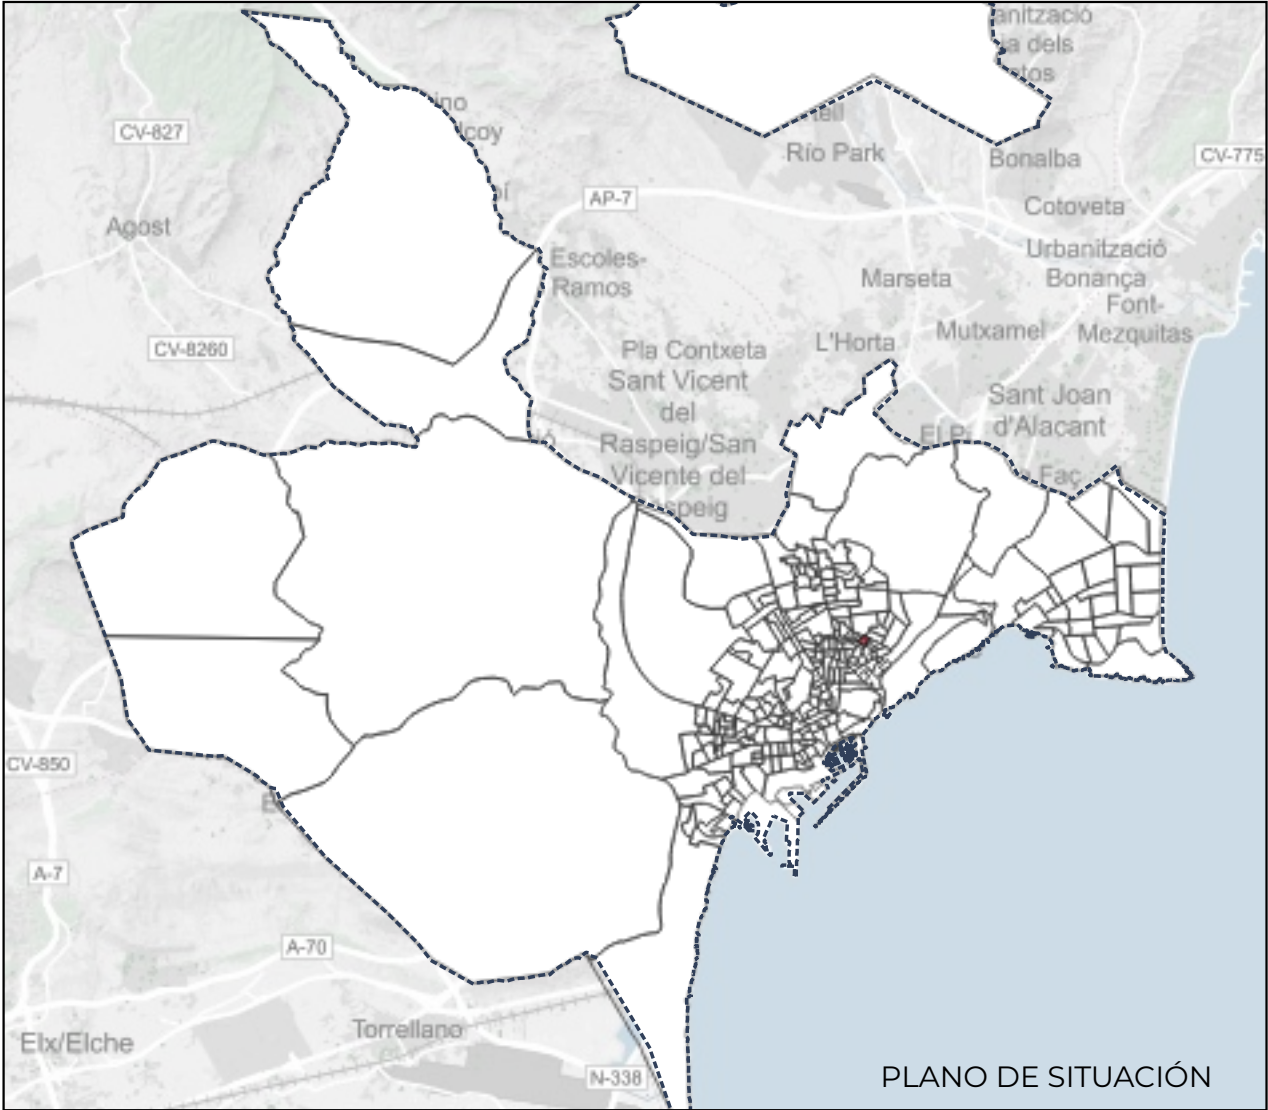 CV-827
Río Park
Bonalba
CV-775
AP-7
Cotoveta
Agost
Urbanització
Bonança
Escoles-
Ramos
Marseta
Font-
Mezquitas
Mutxamel
L'Horta
CV-8260
Pla Contxeta
Sant Vicent
del
Raspeig/San
Vicente del
Sant Joan
d'Alacant
Faç
CV-850
A-7
A-70
Elx/Elche
Torrellano
N-338
PLANO DE SITUACIÓN